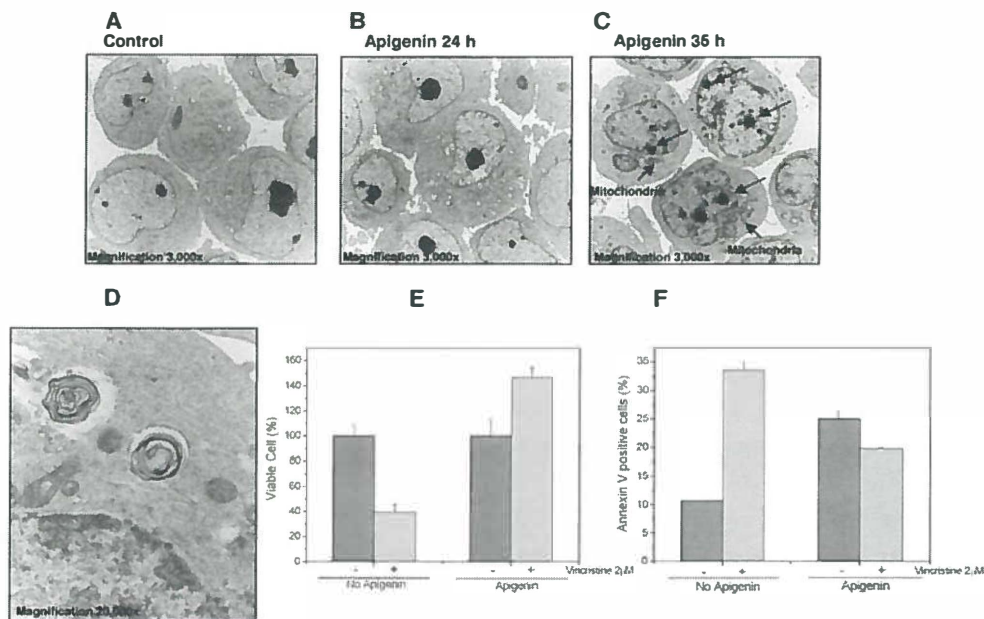 A
Control
B
Apigenin 24 h
C
Apigenin 35 h
Magnification 3,000x
Magnification 3,000x
Mitochondria
Mitochondria
Magnification 3,000x
D
Magnification 20,000x
E
Viable Cell (%)
160
140
120
100
80
60
40
20
0
- + - + Vincristine 2μM
No Apigenin Apigenin
F
Annexin V positive cells (%)
35
30
25
20
15
10
5
0
- + - + Vincristine 2μM
No Apigenin Apigenin